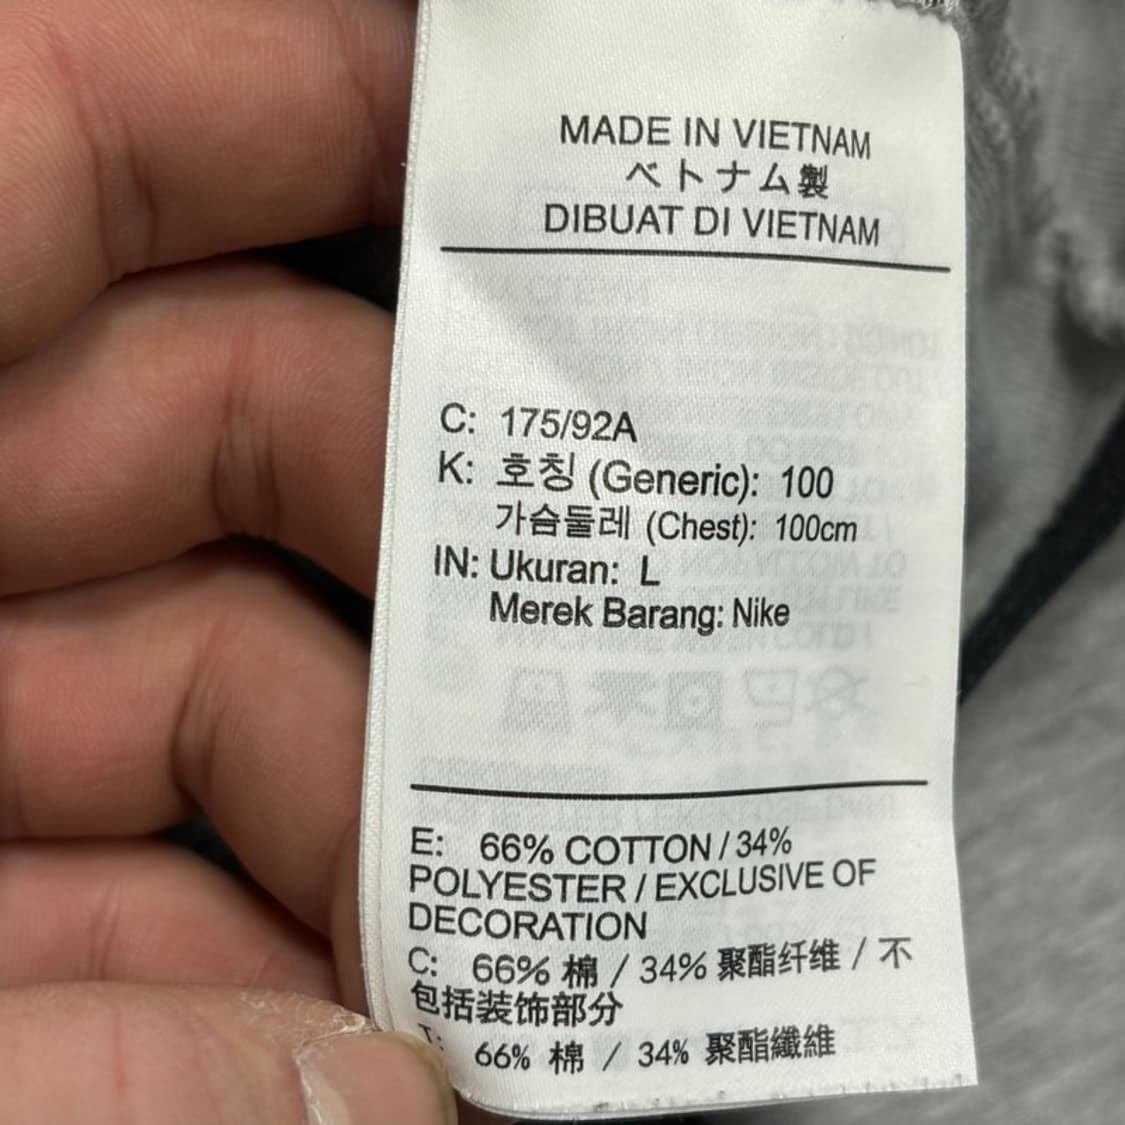 MADE IN VIETNAM
ベトナム製
DIBUAT DI VIETNAM
C: 175/92A
K: 호칭 (Generic): 100
가슴둘레 (Chest): 100cm
IN: Ukuran: L
Merek Barang: Nike
E: 66% COTTON / 34%
POLYESTER / EXCLUSIVE OF
DECORATION
C: 66% 棉 / 34% 聚酯纤维 / 不
包括装饰部分
T: 66% 棉 / 34% 聚酯纖維